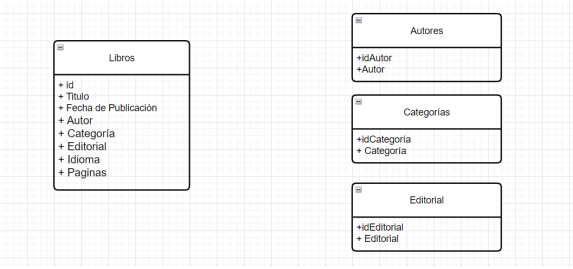 Libros
+ id
+ Titulo
+ Fecha de Publicación
+ Autor
+ Categoría
+ Editorial
+ Idioma
+ Paginas
Autores
+idAutor
+Autor
Categorías
+idCategoría
+ Categoría
Editorial
+idEditorial
+ Editorial